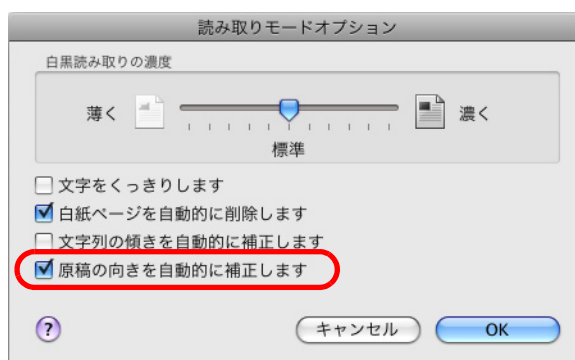 読み取りモードオプション
白黒読み取りの濃度
薄く 濃く
標準
文字をくっきりします
白紙ページを自動的に削除します
文字列の傾きを自動的に補正します
原稿の向きを自動的に補正します
? キャンセル OK